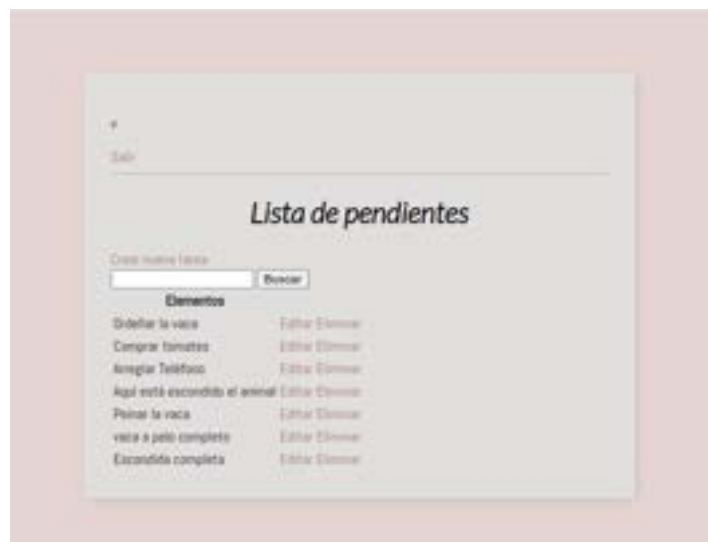 Salir
Lista de pendientes
Crear nueva tarea
Buscar
Elementos
Ordeñar la vaca Editar Eliminar
Comprar tomates Editar Eliminar
Arreglar Teléfono Editar Eliminar
Aquí está escondido el animal Editar Eliminar
Peinar la vaca Editar Eliminar
vaca a pelo completo Editar Eliminar
Escondida completa Editar Eliminar